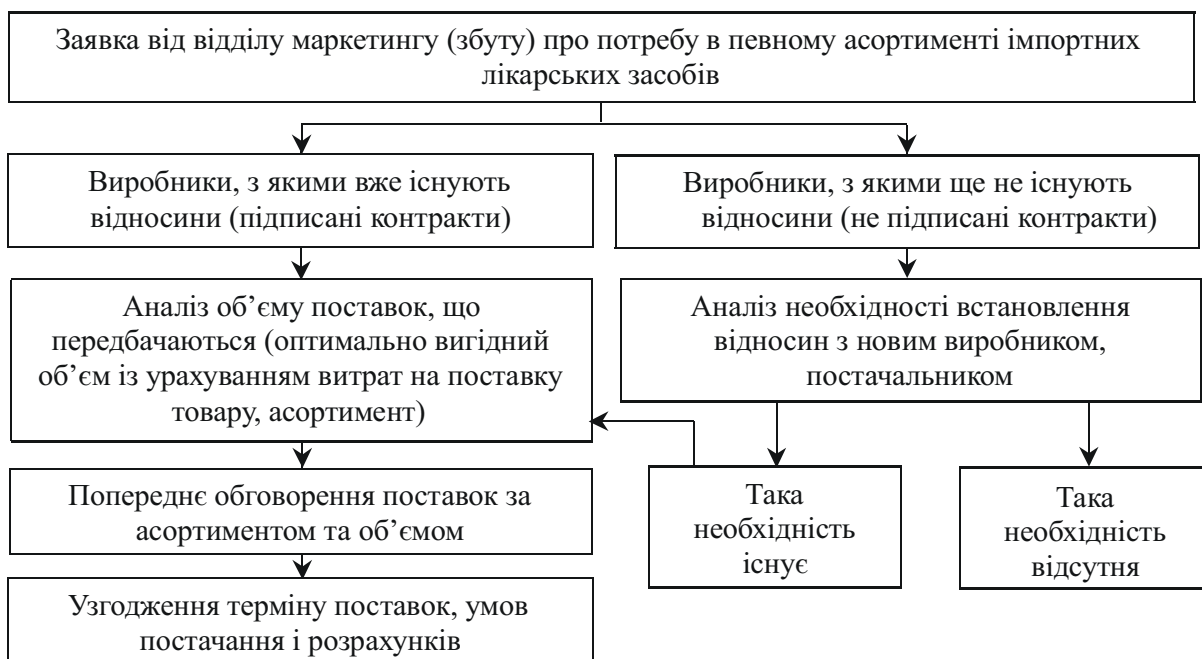 Заявка від відділу маркетингу (збуту) про потребу в певному асортименті імпортних
лікарських засобів
Виробники, з якими вже існують
відносини (підписані контракти)
Виробники, з якими ще не існують
відносини (не підписані контракти)
Аналіз об’єму поставок, що
передбачаються (оптимально вигідний
об’єм із урахуванням витрат на поставку
товару, асортимент)
Аналіз необхідності встановлення
відносин з новим виробником,
постачальником
Попереднє обговорення поставок за
асортиментом та об’ємом
Така
необхідність
існує
Така
необхідність
відсутня
Узгодження терміну поставок, умов
постачання і розрахунків